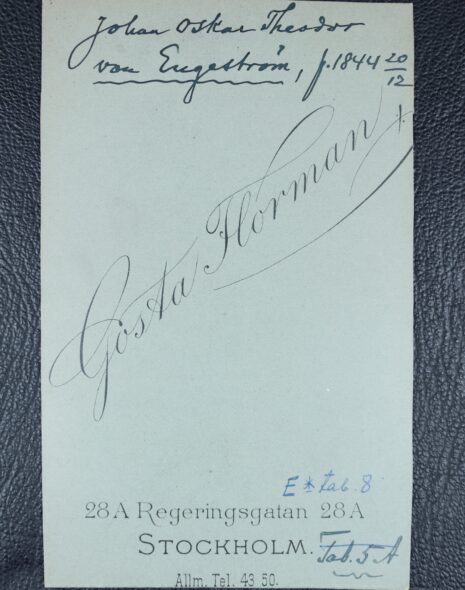 Johan Oskar Theodor
von Engeström, f. 1844 20/12
Gösta Florman
E * tab. 8
28A Regeringsgatan 28A
STOCKHOLM.
Tab. 5 A
Allm. Tel. 43 50.